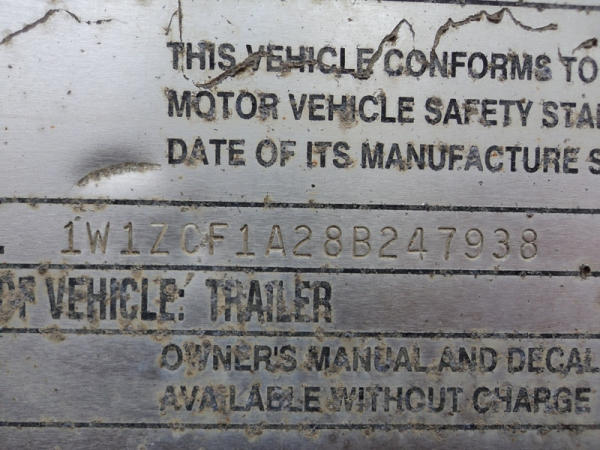 THIS VEHICLE CONFORMS TO
MOTOR VEHICLE SAFETY STA
DATE OF ITS MANUFACTURE S
1W1ZCF1A28B247938
OF VEHICLE: TRAILER
OWNER'S MANUAL AND DECAL
AVAILABLE WITHOUT CHARGE